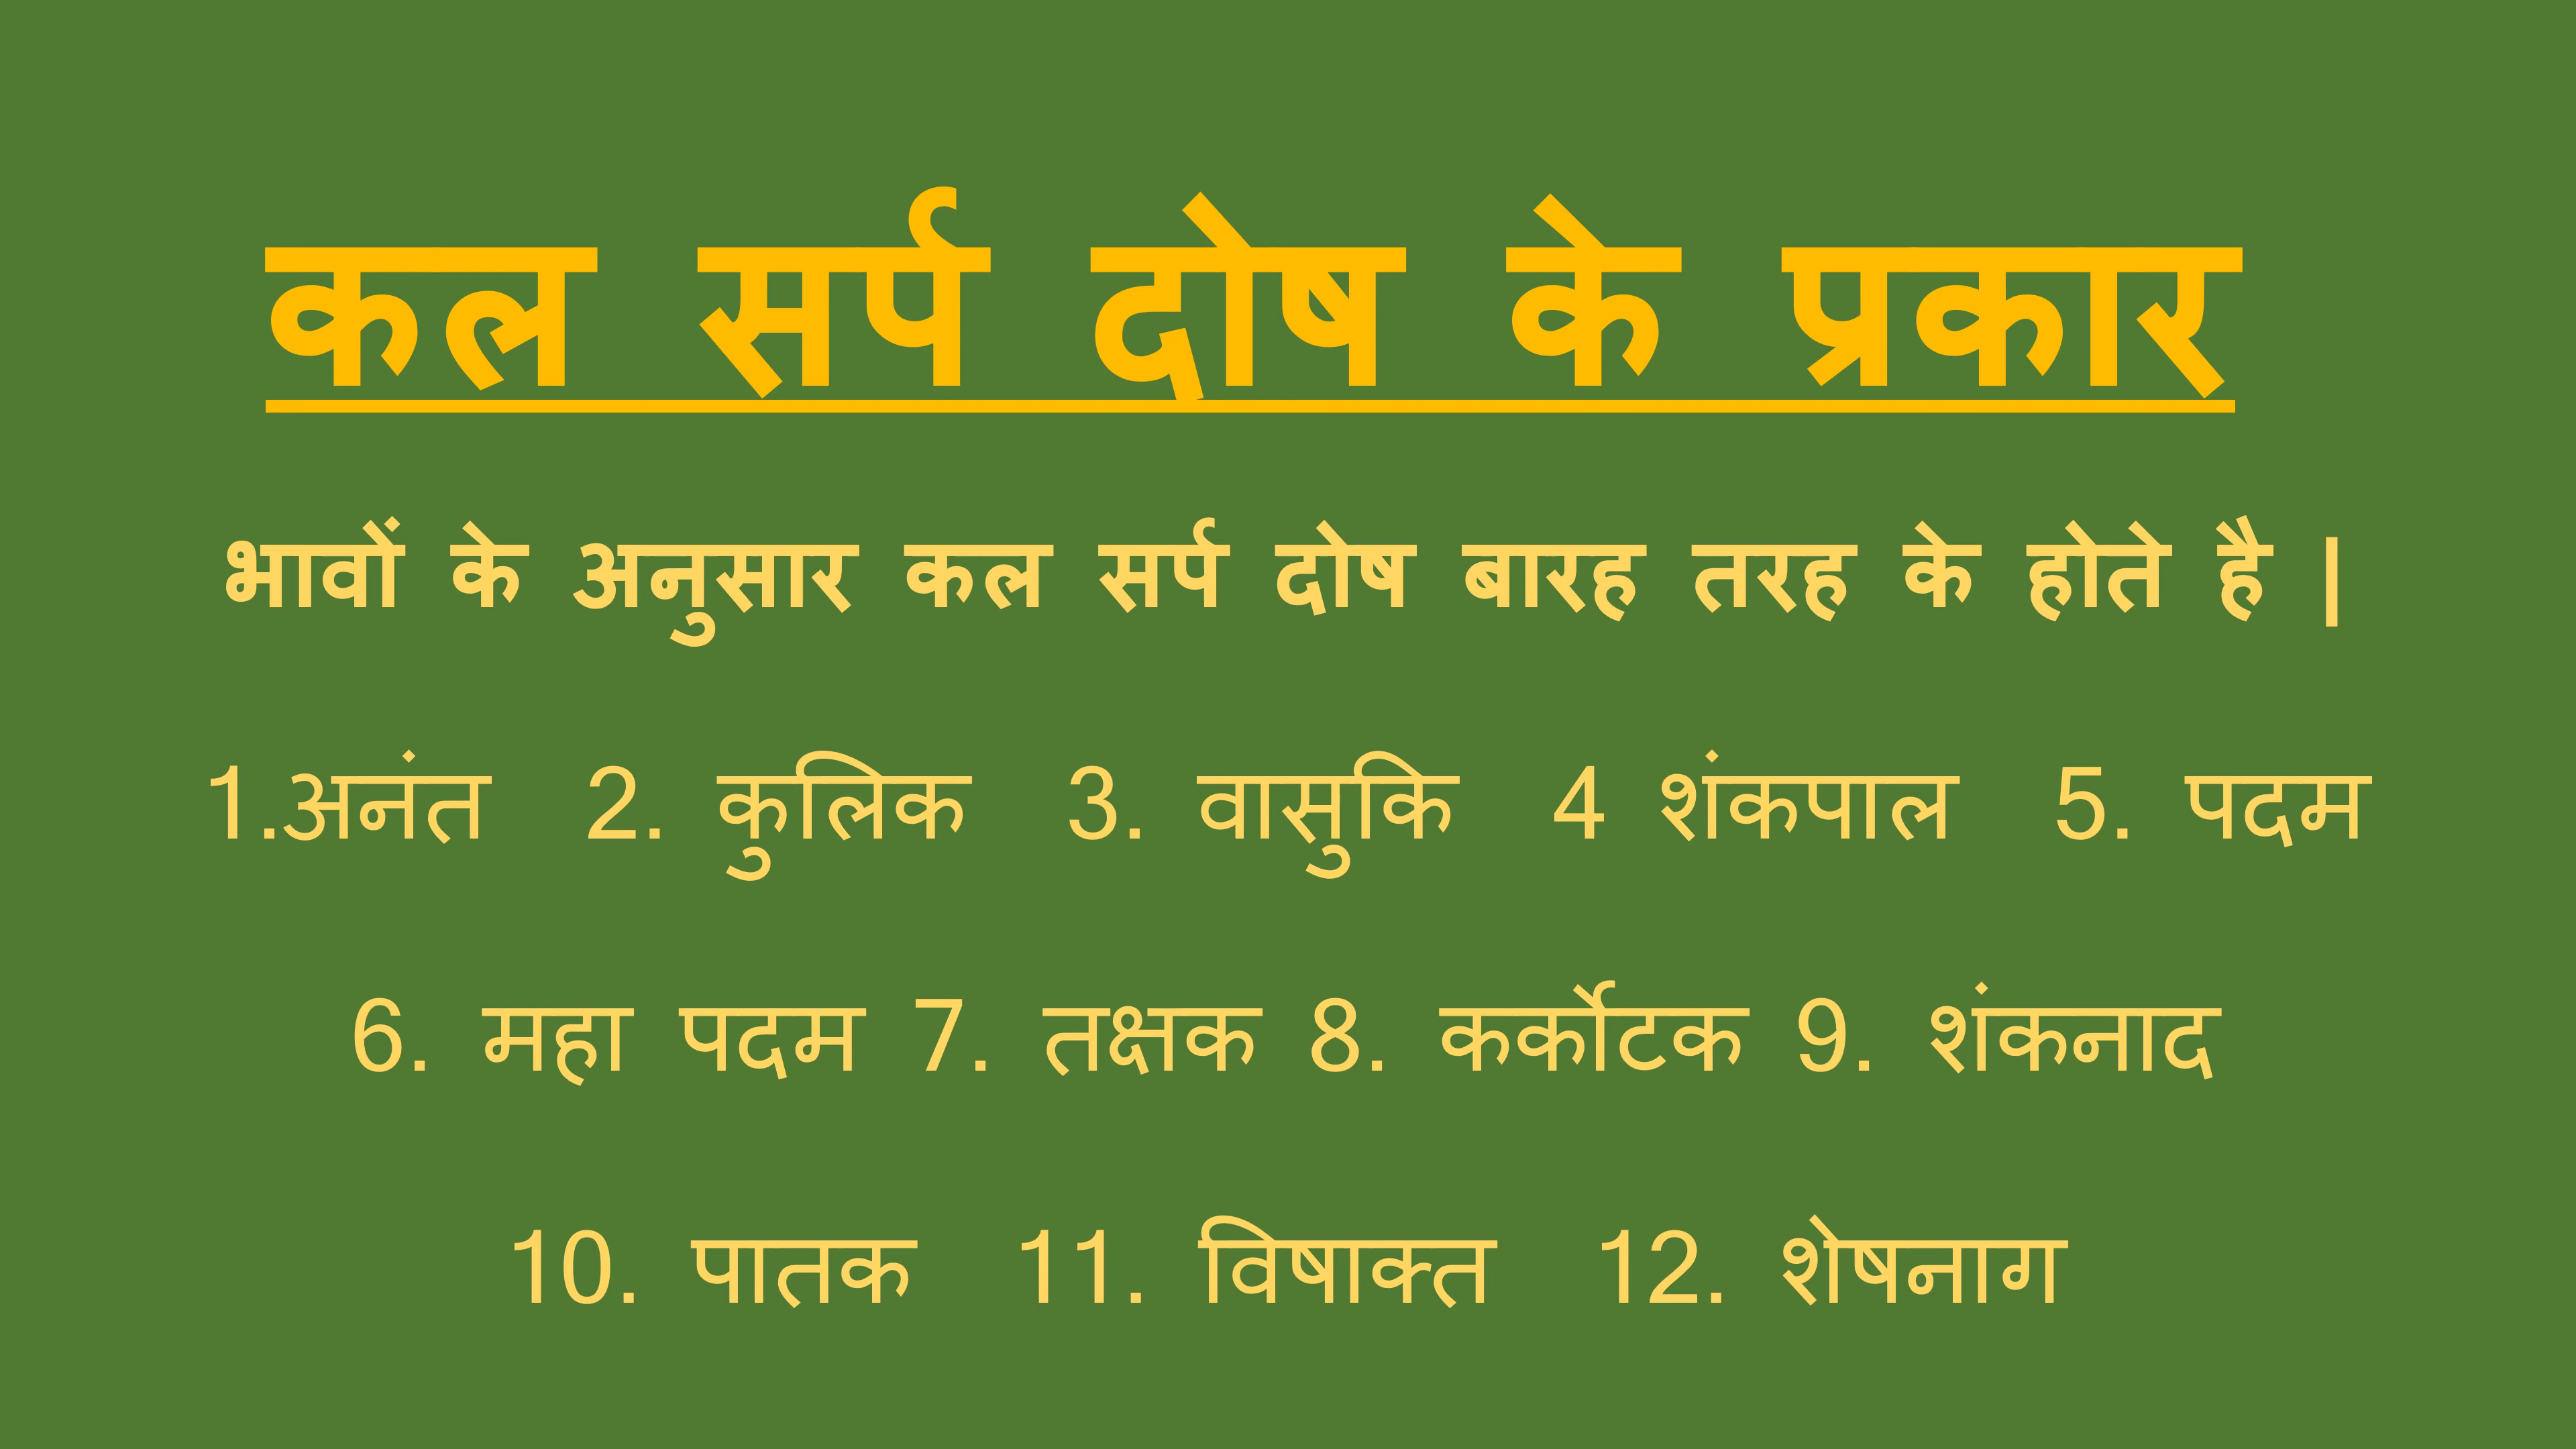 कल सर्प दोष के प्रकार
भावों के अनुसार कल सर्प दोष बारह तरह के होते है |
1.अनंत 2. कुलिक 3. वासुकि 4 शंकपाल 5. पदम
6. महा पदम 7. तक्षक 8. कर्कोटक 9. शंकनाद
10. पातक 11. विषाक्त 12. शेषनाग